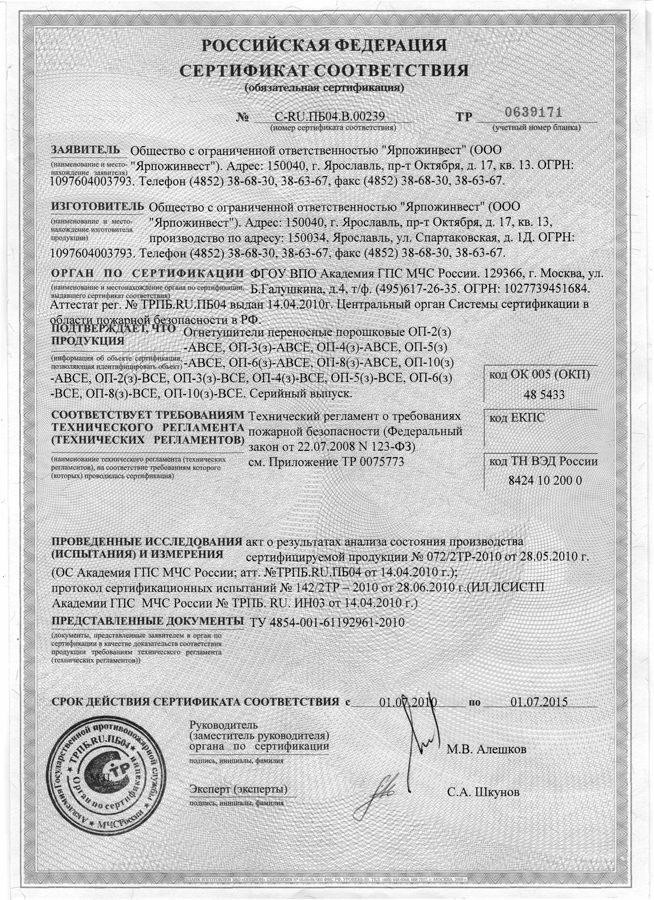 РОССИЙСКАЯ ФЕДЕРАЦИЯ
СЕРТИФИКАТ СООТВЕТСТВИЯ
(обязательная сертификация)
№ C-RU.ПБ04.В.00239 ТР 0639171
(номер сертификата соответствия) (учетный номер бланка)
ЗАЯВИТЕЛЬ Общество с ограниченной ответственностью "Ярпожинвест" (ООО
(наименование и место-нахождение заявителя) "Ярпожинвест"). Адрес: 150040, г. Ярославль, пр-т Октября, д. 17, кв. 13. ОГРН:
1097604003793. Телефон (4852) 38-68-30, 38-63-67, факс (4852) 38-68-30, 38-63-67.
ИЗГОТОВИТЕЛЬ Общество с ограниченной ответственностью "Ярпожинвест" (ООО
(наименование и место-нахождение изготовителя продукции) "Ярпожинвест"). Адрес: 150040, г. Ярославль, пр-т Октября, д. 17, кв. 13,
производство по адресу: 150034, Ярославль, ул. Спартаковская, д. 1Д. ОГРН:
1097604003793. Телефон (4852) 38-68-30, 38-63-67, факс (4852) 38-68-30, 38-63-67.
ОРГАН ПО СЕРТИФИКАЦИИ ФГОУ ВПО Академия ГПС МЧС России. 129366, г. Москва, ул.
(наименование и местонахождение органа по сертификации, выдавшего сертификат соответствия) Б.Галушкина, д.4, т/ф. (495)617-26-35. ОГРН: 1027739451684.
Аттестат рег. № ТРПБ.RU.ПБ04 выдан 14.04.2010г. Центральный орган Системы сертификации в
области пожарной безопасности в РФ.
ПОДТВЕРЖДАЕТ, ЧТО ПРОДУКЦИЯ Огнетушители переносные порошковые ОП-2(з)
(информация об объекте сертификации, позволяющая идентифицировать объект) -АВСЕ, ОП-3(з)-АВСЕ, ОП-4(з)-АВСЕ, ОП-5(з)
-АВСЕ, ОП-6(з)-АВСЕ, ОП-8(з)-АВСЕ, ОП-10(з)
-АВСЕ, ОП-2(з)-ВСЕ, ОП-3(з)-ВСЕ, ОП-4(з)-ВСЕ, ОП-5(з)-ВСЕ, ОП-6(з)
-ВСЕ, ОП-8(з)-ВСЕ, ОП-10(з)-ВСЕ. Серийный выпуск.
код ОК 005 (ОКП)
48 5433
СООТВЕТСТВУЕТ ТРЕБОВАНИЯМ ТЕХНИЧЕСКОГО РЕГЛАМЕНТА (ТЕХНИЧЕСКИХ РЕГЛАМЕНТОВ)
(наименование технического регламента (технических регламентов), на соответствие требованиям которого (которых) проводилась сертификация)
Технический регламент о требованиях
пожарной безопасности (Федеральный
закон от 22.07.2008 N 123-ФЗ)
см. Приложение ТР 0075773
код ЕКПС
код ТН ВЭД России
8424 10 200 0
ПРОВЕДЕННЫЕ ИССЛЕДОВАНИЯ акт о результатах анализа состояния производства
(ИСПЫТАНИЯ) И ИЗМЕРЕНИЯ сертифицируемой продукции № 072/2ТР-2010 от 28.05.2010 г.
(ОС Академия ГПС МЧС России; атт. №ТРПБ.RU.ПБ04 от 14.04.2010 г.);
протокол сертификационных испытаний № 142/2ТР – 2010 от 28.06.2010 г.(ИЛ ЛСИСТП
Академии ГПС МЧС России № ТРПБ. RU. ИН03 от 14.04.2010 г.)
ПРЕДСТАВЛЕННЫЕ ДОКУМЕНТЫ ТУ 4854-001-61192961-2010
(документы, представленные заявителем в орган по
сертификации в качестве доказательств соответствия
продукции требованиям технического регламента
(технических регламентов))
СРОК ДЕЙСТВИЯ СЕРТИФИКАТА СООТВЕТСТВИЯ с 01.07.2010 по 01.07.2015
Руководитель
(заместитель руководителя)
органа по сертификации
подпись, инициалы, фамилия
М.В. Алешков
Эксперт (эксперты)
подпись, инициалы, фамилия
С.А. Шкунов
Академия Государственной противопожарной службы МЧС России
ТРПБ.RU.ПБ04
Орган по сертификации